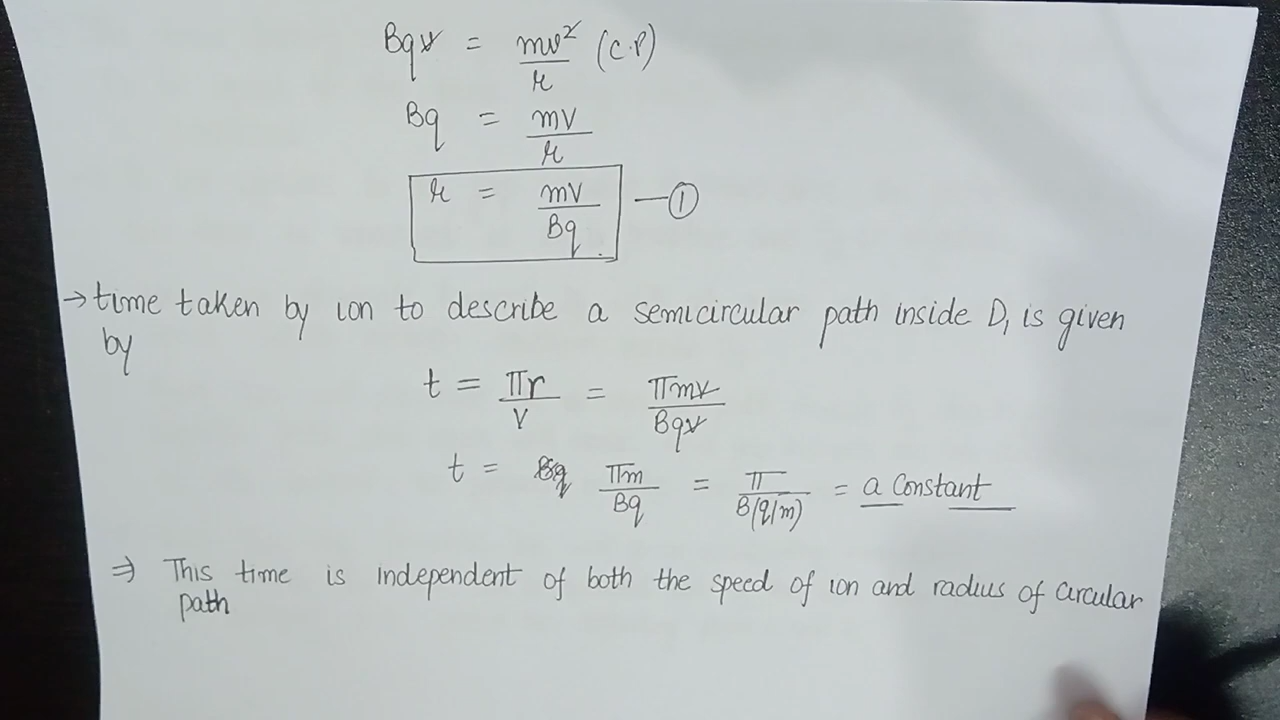 Bqv = mv²/r (C.P)
Bq = mv/r
r = mv/Bq —①
→ time taken by ion to describe a semicircular path inside D₁ is given
by
t = πr/v = πmv/Bqv
t = Bq πm/Bq = π/B(q/m) = a Constant
⇒ This time is independent of both the speed of ion and radius of circular
path